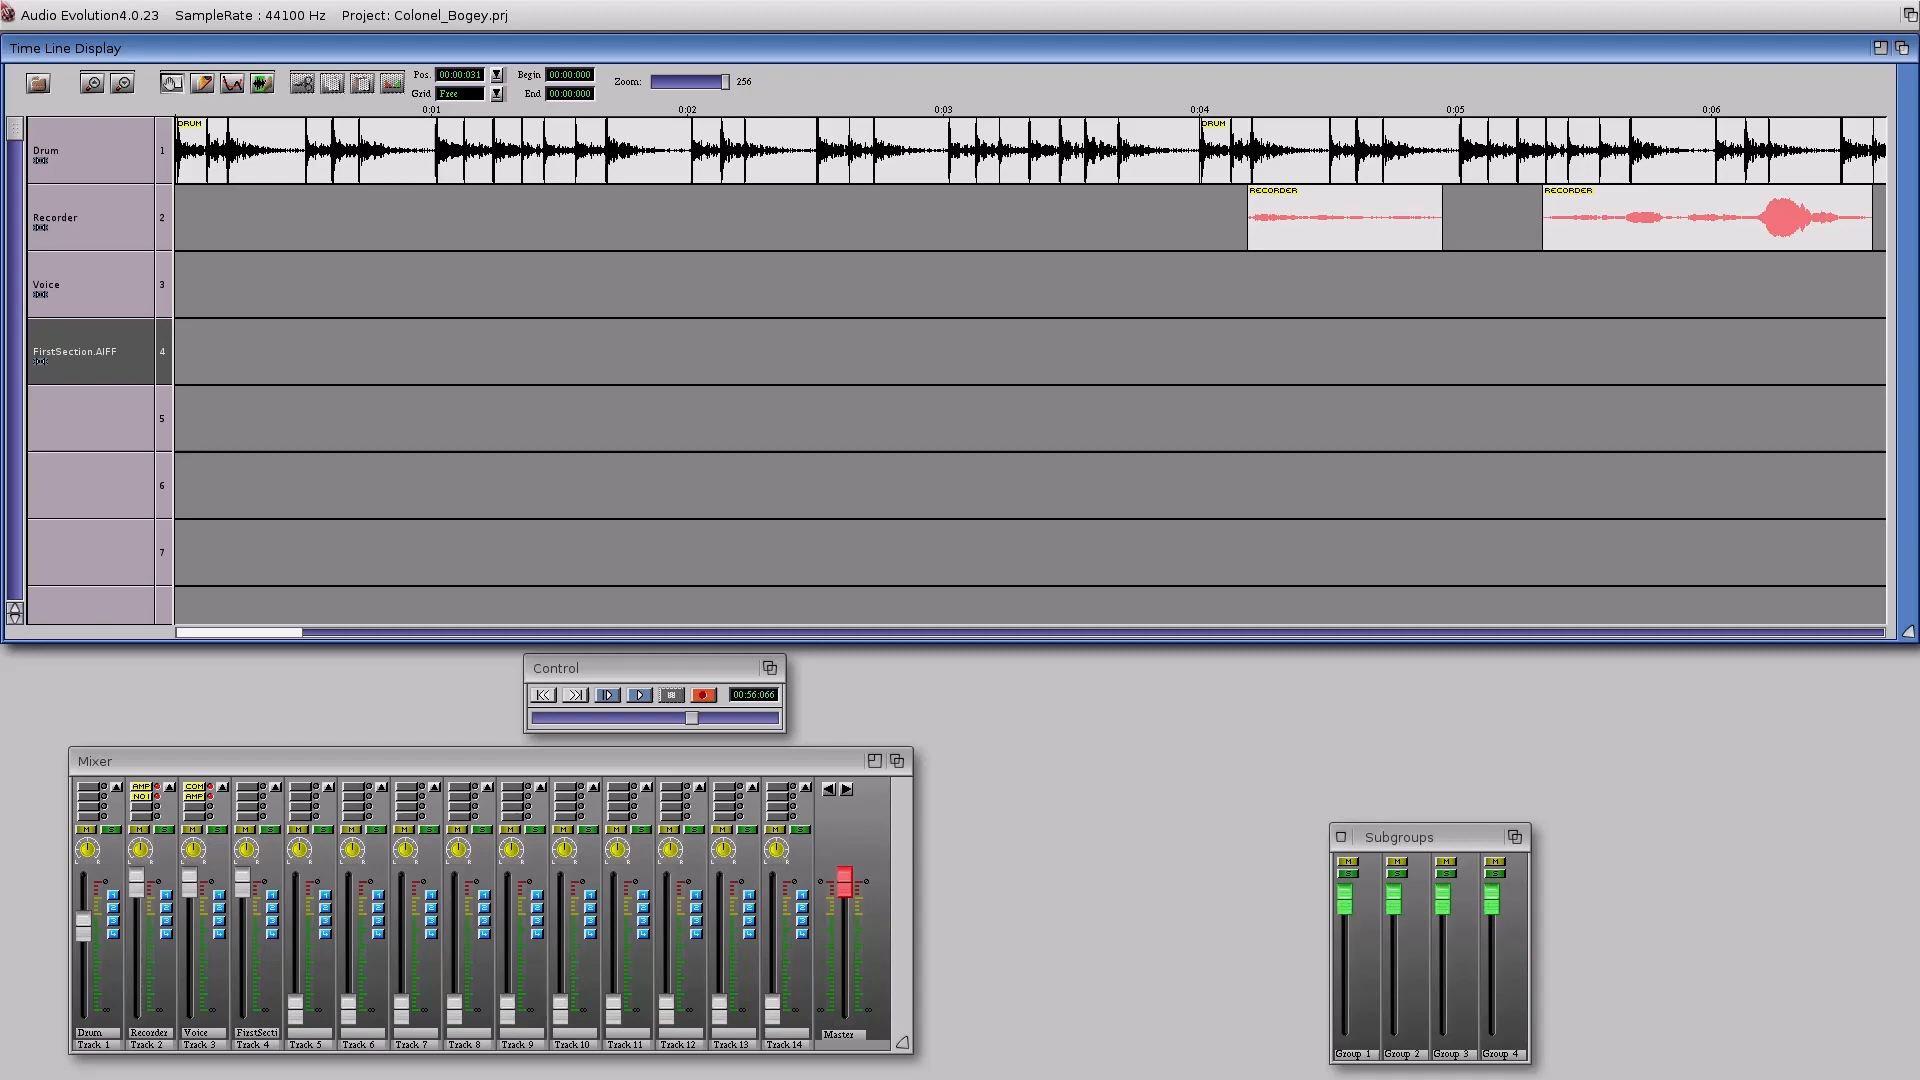 Audio Evolution4.0.23 SampleRate : 44100 Hz Project: Colonel_Bogey.prj
Time Line Display
Pos. 00:00:031 Begin 00:00:000 Zoom: 256
Grid Free End 00:00:000
0:01 0:02 0:03 0:04 0:05 0:06
DRUM DRUM
Drum 1
RECORDER RECORDER
Recorder 2
Voice 3
FirstSection.AIFF 4
5
6
7
Control
00:56:066
Mixer
AMP COM
NOI AMP
M S M S M S M S M S M S M S M S M S M S M S M S M S M S
L R L R L R L R L R L R L R L R L R L R L R L R L R L R
Drum Recorder Voice FirstSecti Master
Track 1 Track 2 Track 3 Track 4 Track 5 Track 6 Track 7 Track 8 Track 9 Track 10 Track 11 Track 12 Track 13 Track 14
Subgroups
M M M M
S S S S
Group 1 Group 2 Group 3 Group 4